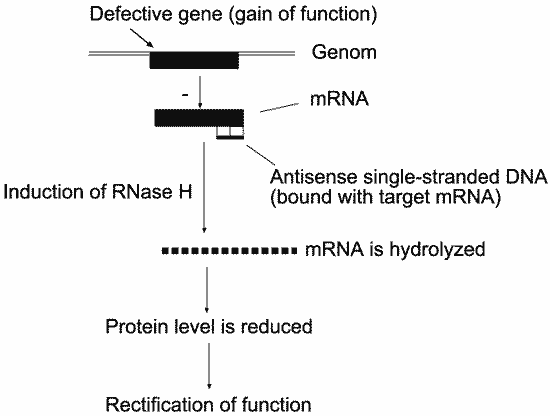 Defective gene (gain of function)
Genom
-
mRNA
Antisense single-stranded DNA
(bound with target mRNA)
Induction of RNase H
mRNA is hydrolyzed
Protein level is reduced
Rectification of function